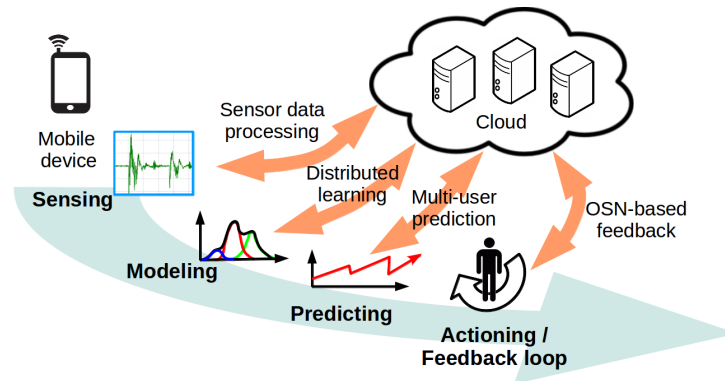 Cloud
Sensor data
processing
Mobile
device
Sensing
Distributed
learning
Multi-user
prediction
OSN-based
feedback
Modeling
Predicting
Actioning /
Feedback loop